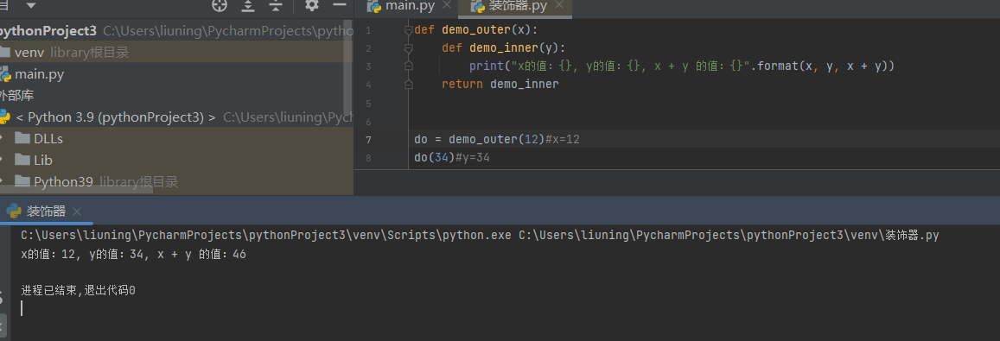 main.py 装饰器.py
pythonProject3 C:\Users\liuning\PycharmProjects\pytho
venv library根目录
main.py
外部库
< Python 3.9 (pythonProject3) > C:\Users\liuning\Pych
DLLs
Lib
Python39 library根目录
1 def demo_outer(x):
2 def demo_inner(y):
3 print("x的值：{}, y的值：{}, x + y 的值：{}".format(x, y, x + y))
4 return demo_inner
5
6
7 do = demo_outer(12)#x=12
8 do(34)#y=34
装饰器
C:\Users\liuning\PycharmProjects\pythonProject3\venv\Scripts\python.exe C:\Users\liuning\PycharmProjects\pythonProject3\venv\装饰器.py
x的值：12, y的值：34, x + y 的值：46
进程已结束,退出代码0